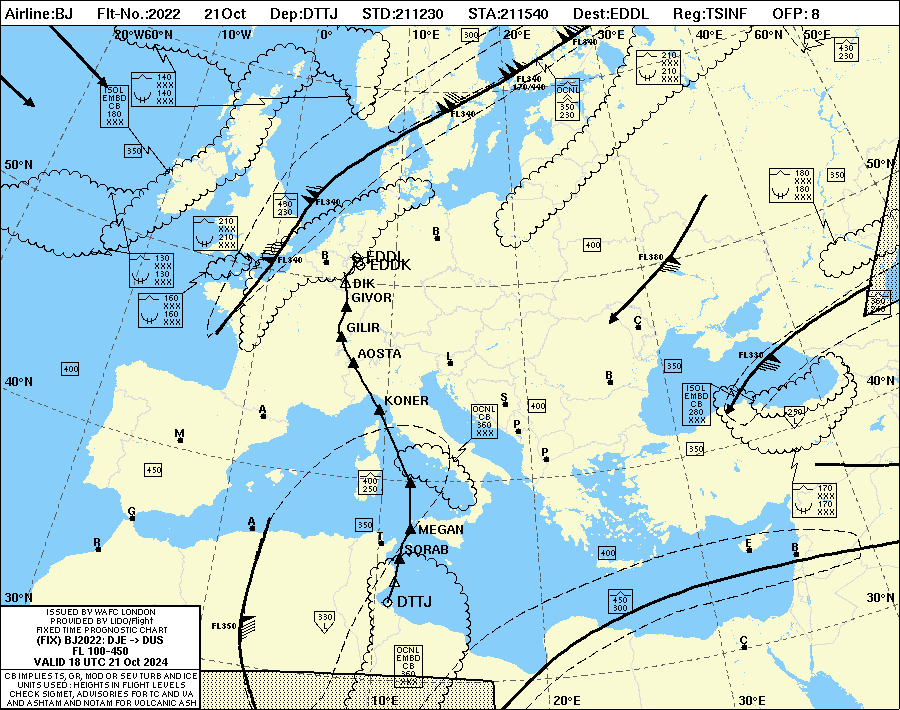 Airline:BJ Flt-No.:2022 21Oct Dep:DTTJ STD:211230 STA:211540 Dest:EDDL Reg:TSINF OFP: 8
20°W60°N 10°W 0° 10°E 20°E 30°E 40°E 60°N 50°E
300
FL340
430
230
210
XXX
210
XXX
140
XXX
140
XXX
ISOL
EMBD
CB
180
XXX
FL340
170/440
OCNL
350
230
FL340
FL340
350
50°N
50°N
180
XXX
180
XXX
350
430
230
FL340
210
XXX
210
XXX
B
400
FL380
130
XXX
130
XXX
FL340
B
EDDL
EDDK
DIK
GIVOR
160
XXX
160
XXX
360
240
GILIR
C
AOSTA
L
FL330
400
350
40°N
40°N
B
ISOL
EMBD
CB
280
XXX
KONER
S
400
A
OCNL
CB
360
XXX
250
L
M
P
350
450
P
400
250
170
XXX
170
XXX
G
A
350
MEGAN
R
T
SORAB
400
E
B
30°N
30°N
DTTJ
450
300
FL350
330
L
C
OCNL
EMBD
CB
360
XXX
10°E 20°E 30°E
ISSUED BY WAFC LONDON
PROVIDED BY LIDO/Flight
FIXED TIME PROGNOSTIC CHART
(FIX) BJ2022: DJE -> DUS
FL 100-450
VALID 18 UTC 21 Oct 2024
CB IMPLIES TS, GR, MOD OR SEV TURB AND ICE
UNITS USED : HEIGHTS IN FLIGHT LEVELS
CHECK SIGMET, ADVISORIES FOR TC AND VA
AND ASHTAM AND NOTAM FOR VOLCANIC ASH